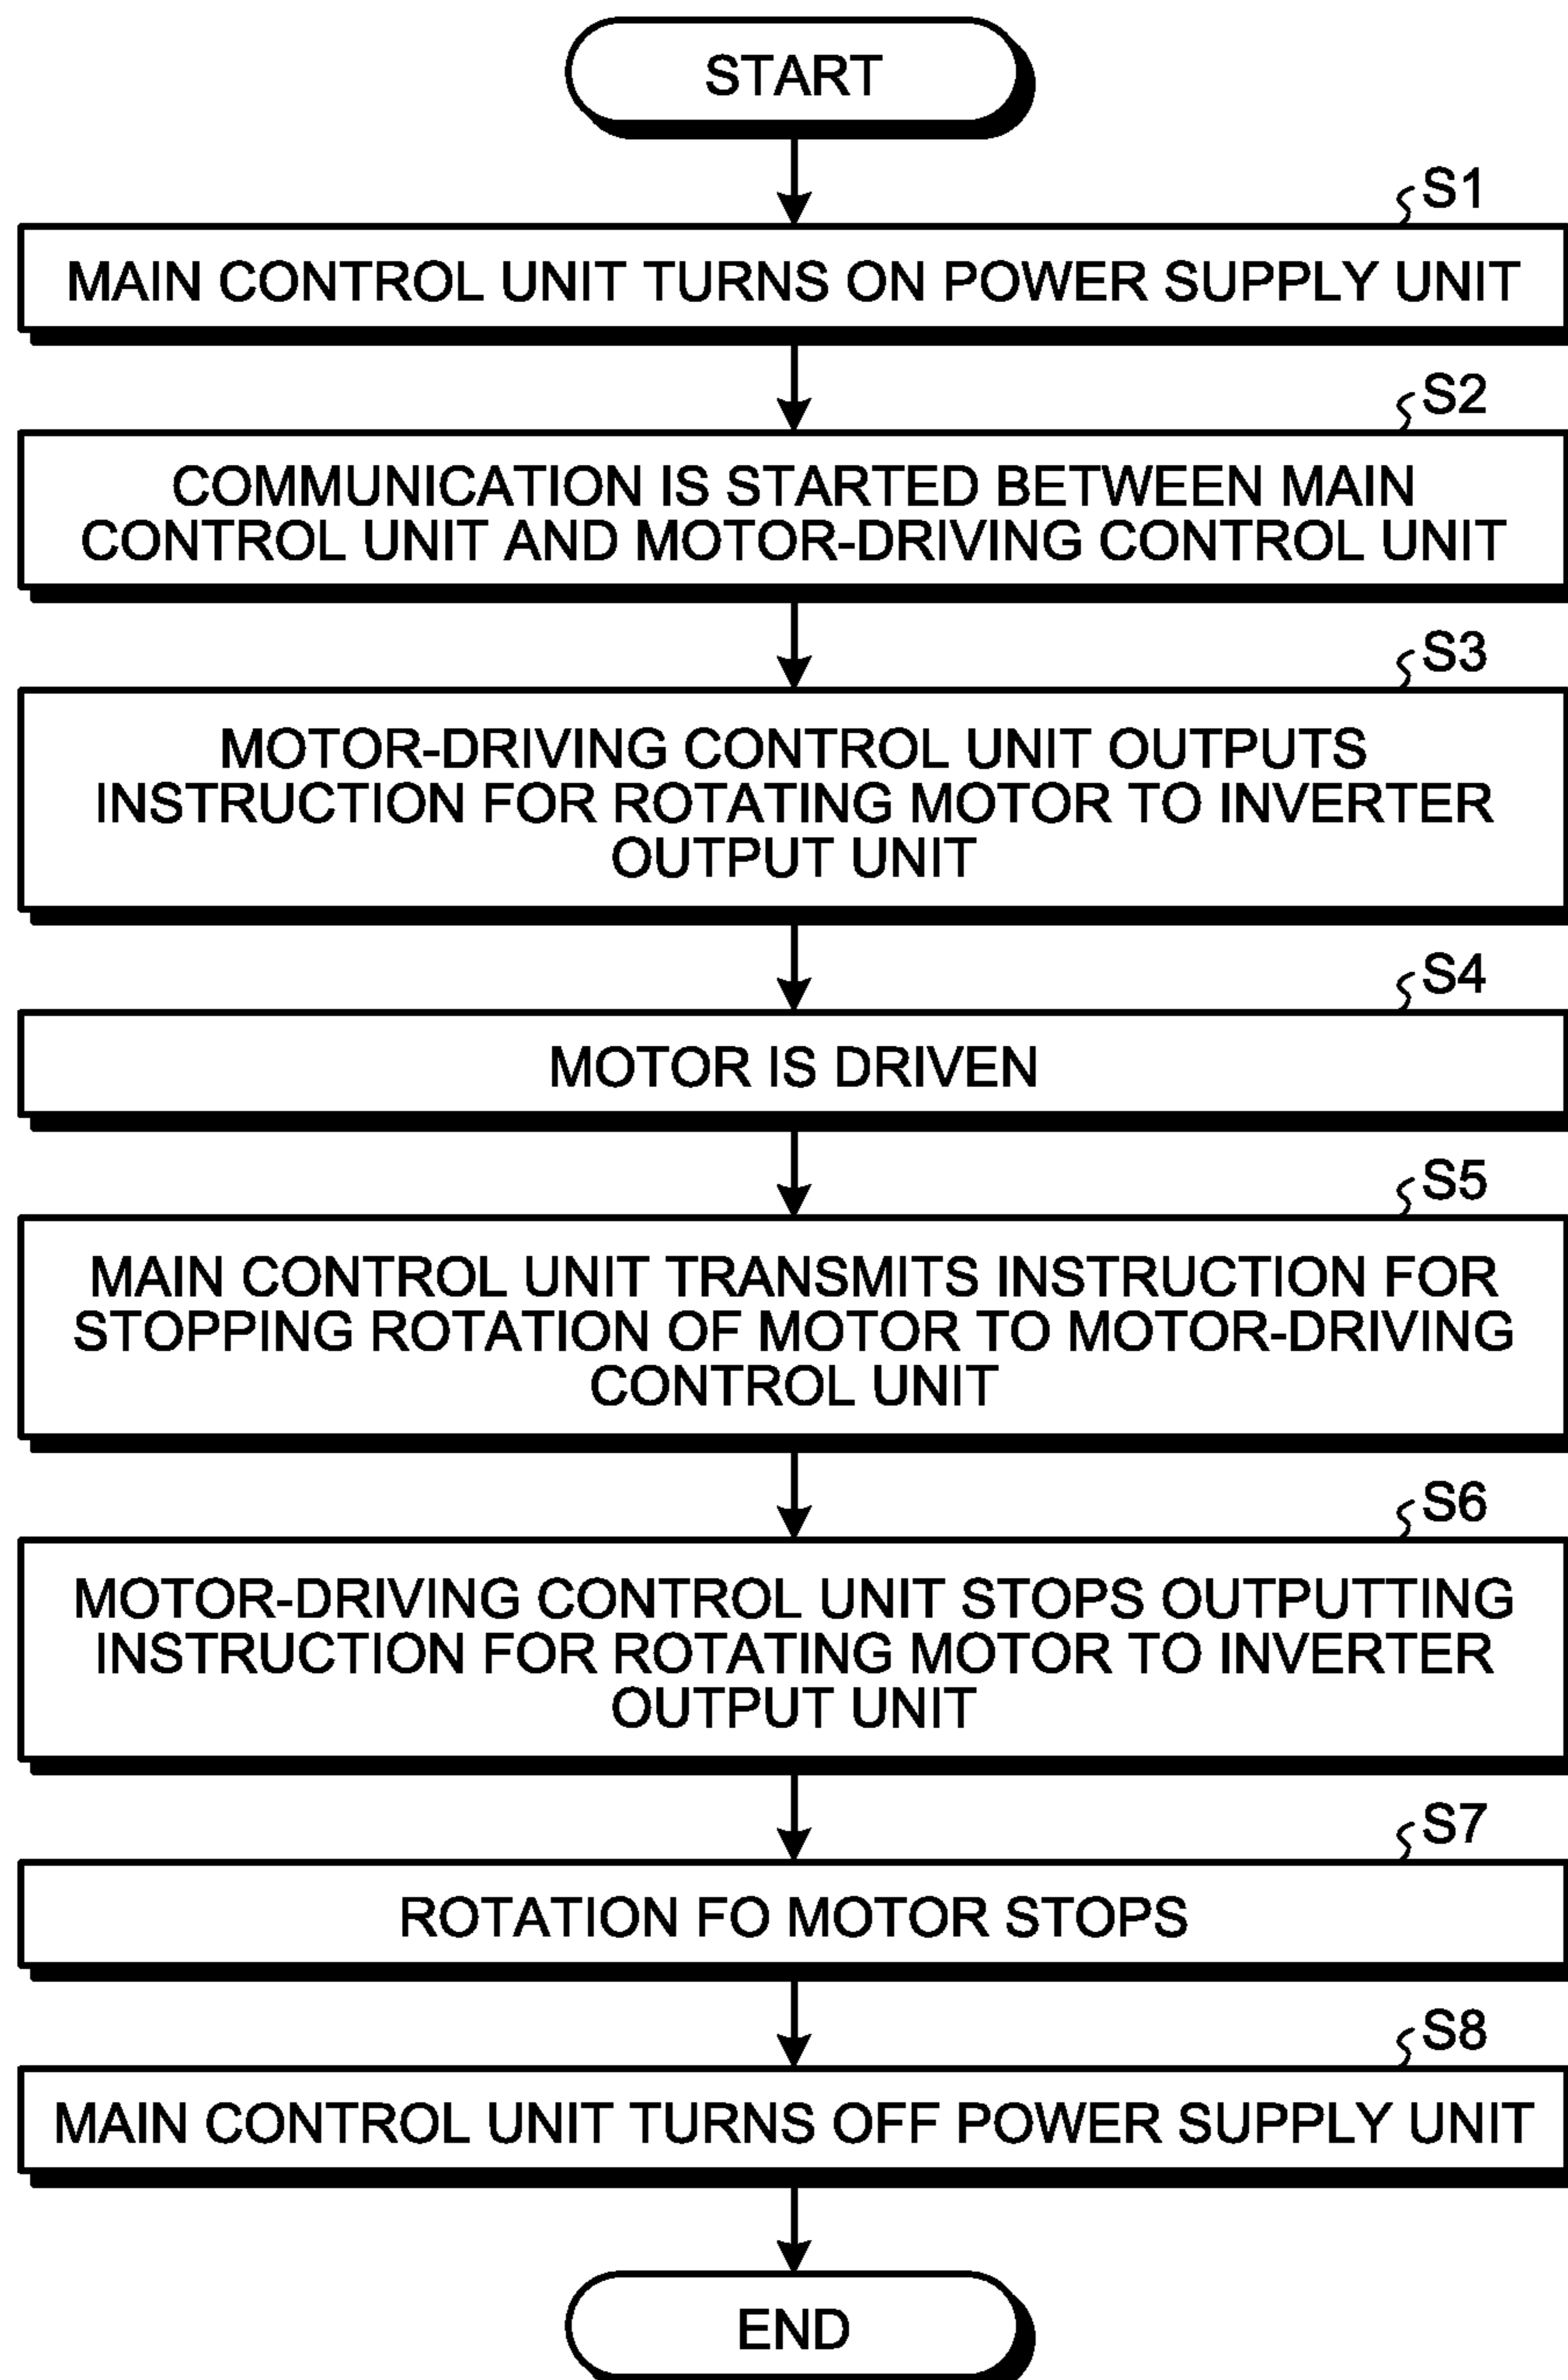 START
S1
MAIN CONTROL UNIT TURNS ON POWER SUPPLY UNIT
S2
COMMUNICATION IS STARTED BETWEEN MAIN
CONTROL UNIT AND MOTOR-DRIVING CONTROL UNIT
S3
MOTOR-DRIVING CONTROL UNIT OUTPUTS
INSTRUCTION FOR ROTATING MOTOR TO INVERTER
OUTPUT UNIT
S4
MOTOR IS DRIVEN
S5
MAIN CONTROL UNIT TRANSMITS INSTRUCTION FOR
STOPPING ROTATION OF MOTOR TO MOTOR-DRIVING
CONTROL UNIT
S6
MOTOR-DRIVING CONTROL UNIT STOPS OUTPUTTING
INSTRUCTION FOR ROTATING MOTOR TO INVERTER
OUTPUT UNIT
S7
ROTATION FO MOTOR STOPS
S8
MAIN CONTROL UNIT TURNS OFF POWER SUPPLY UNIT
END